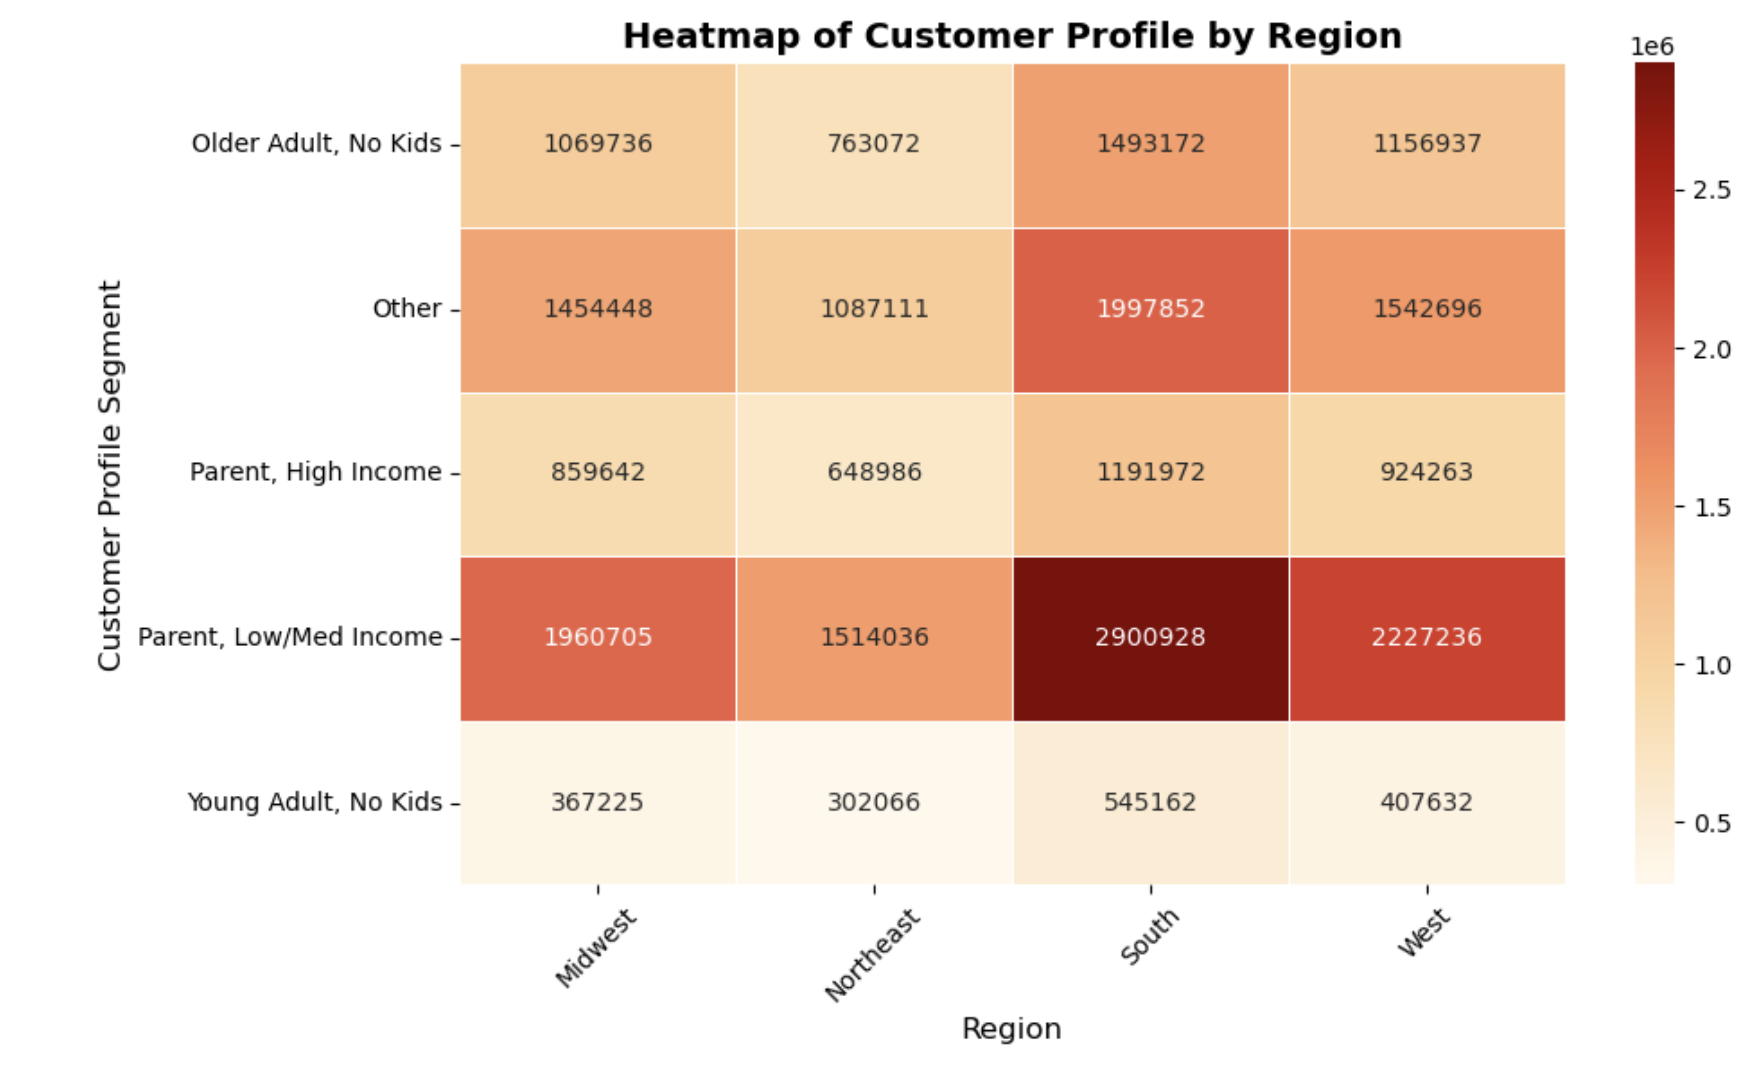 Heatmap of Customer Profile by Region
1e6
Customer Profile Segment
Older Adult, No Kids 1069736 763072 1493172 1156937
Other 1454448 1087111 1997852 1542696
Parent, High Income 859642 648986 1191972 924263
Parent, Low/Med Income 1960705 1514036 2900928 2227236
Young Adult, No Kids 367225 302066 545162 407632
Midwest Northeast South West
Region
2.5
2.0
1.5
1.0
0.5